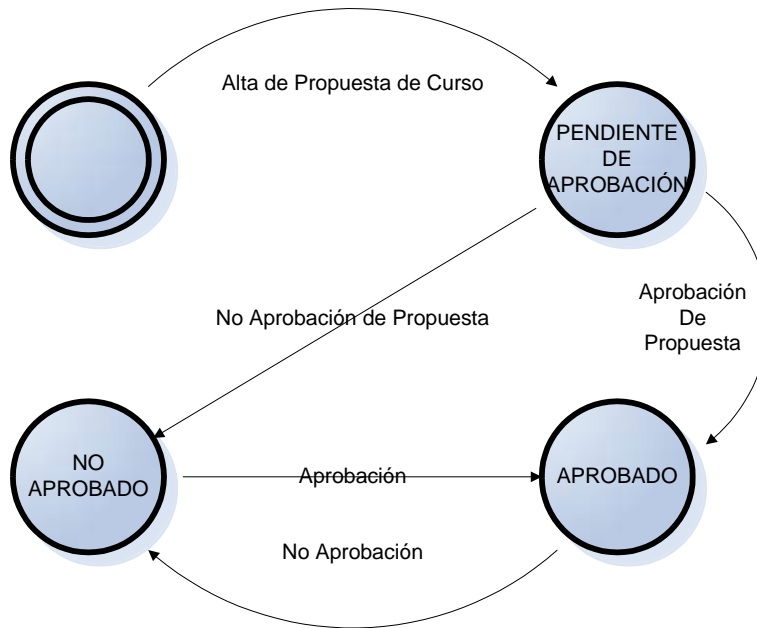 Alta de Propuesta de Curso
PENDIENTE
DE
APROBACIÓN
No Aprobación de Propuesta
Aprobación
De
Propuesta
NO
APROBADO
Aprobación
APROBADO
No Aprobación